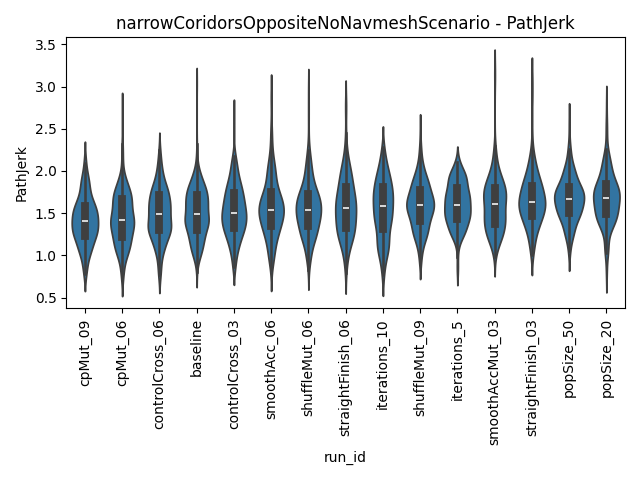 narrowCoridorsOppositeNoNavmeshScenario - PathJerk
PathJerk
3.5
3.0
2.5
2.0
1.5
1.0
0.5
cpMut_09
cpMut_06
controlCross_06
baseline
controlCross_03
smoothAcc_06
shuffleMut_06
straightFinish_06
iterations_10
shuffleMut_09
iterations_5
smoothAccMut_03
straightFinish_03
popSize_50
popSize_20
run_id